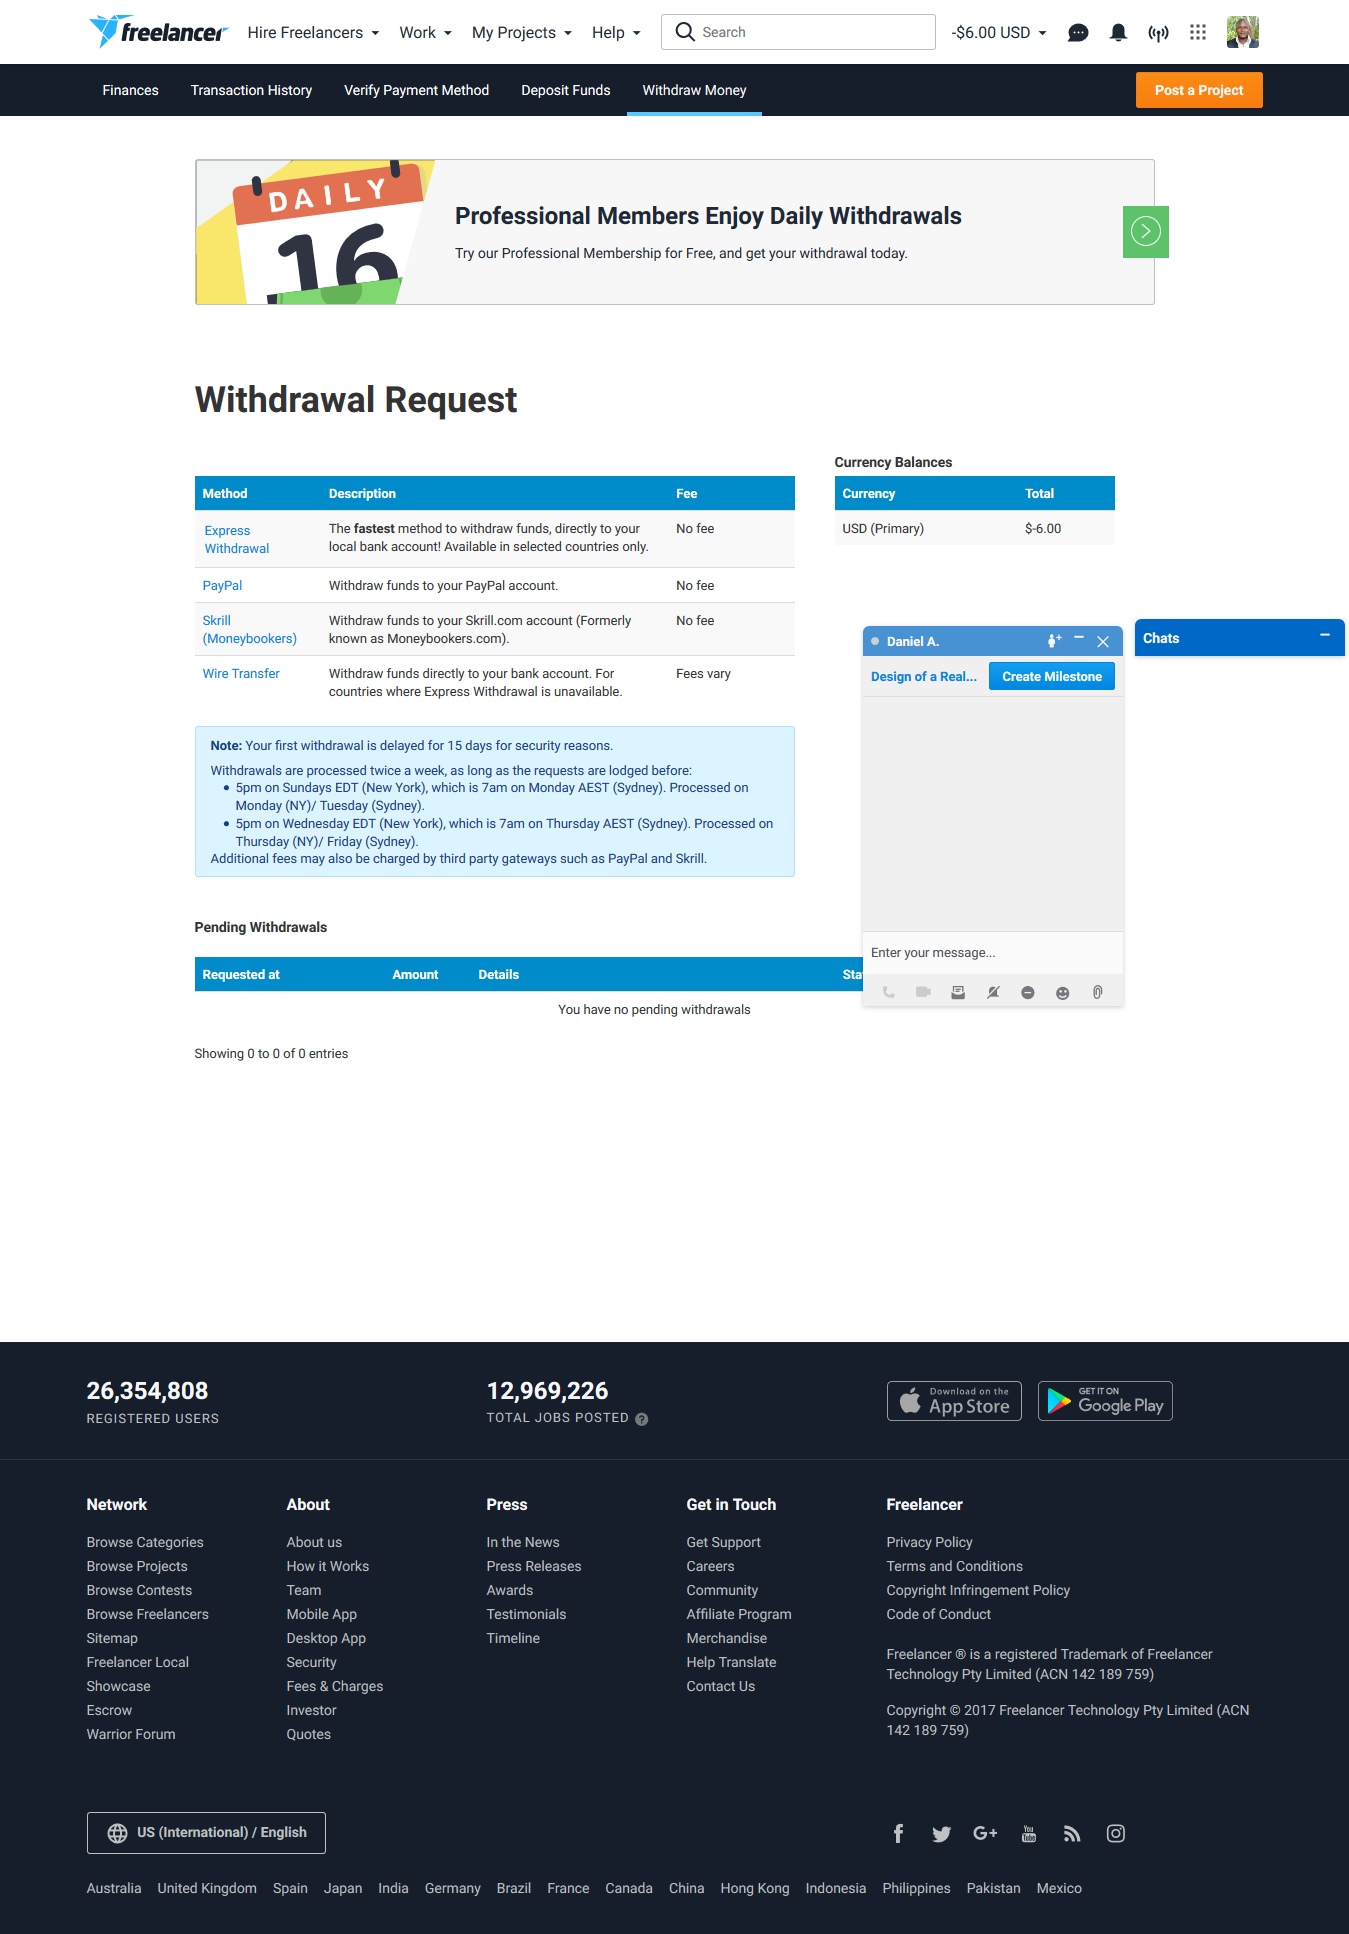 freelancer Hire Freelancers Work My Projects Help Search -$6.00 USD
Finances Transaction History Verify Payment Method Deposit Funds Withdraw Money Post a Project
DAILY
16
Professional Members Enjoy Daily Withdrawals
Try our Professional Membership for Free, and get your withdrawal today.
Withdrawal Request
Method Description Fee
Express Withdrawal
The fastest method to withdraw funds, directly to your
local bank account! Available in selected countries only.
No fee
PayPal Withdraw funds to your PayPal account. No fee
Skrill
(Moneybookers)
Withdraw funds to your Skrill.com account (Formerly
known as Moneybookers.com).
No fee
Wire Transfer
Withdraw funds directly to your bank account. For
countries where Express Withdrawal is unavailable.
Fees vary
Currency Balances
Currency Total
USD (Primary) $-6.00
Note: Your first withdrawal is delayed for 15 days for security reasons.
Withdrawals are processed twice a week, as long as the requests are lodged before:
• 5pm on Sundays EDT (New York), which is 7am on Monday AEST (Sydney). Processed on
Monday (NY)/ Tuesday (Sydney).
• 5pm on Wednesday EDT (New York), which is 7am on Thursday AEST (Sydney). Processed on
Thursday (NY)/ Friday (Sydney).
Additional fees may also be charged by third party gateways such as PayPal and Skrill.
Daniel A.
Design of a Real... Create Milestone
Enter your message...
Chats
Pending Withdrawals
Requested at Amount Details Sta
You have no pending withdrawals
Showing 0 to 0 of 0 entries
26,354,808
REGISTERED USERS
12,969,226
TOTAL JOBS POSTED ?
Download on the
App Store
GET IT ON
Google Play
Network
Browse Categories
Browse Projects
Browse Contests
Browse Freelancers
Sitemap
Freelancer Local
Showcase
Escrow
Warrior Forum
About
About us
How it Works
Team
Mobile App
Desktop App
Security
Fees & Charges
Investor
Quotes
Press
In the News
Press Releases
Awards
Testimonials
Timeline
Get in Touch
Get Support
Careers
Community
Affiliate Program
Merchandise
Help Translate
Contact Us
Freelancer
Privacy Policy
Terms and Conditions
Copyright Infringement Policy
Code of Conduct
Freelancer ® is a registered Trademark of Freelancer
Technology Pty Limited (ACN 142 189 759)
Copyright © 2017 Freelancer Technology Pty Limited (ACN
142 189 759)
US (International) / English
G+ You Tube
Australia United Kingdom Spain Japan India Germany Brazil France Canada China Hong Kong Indonesia Philippines Pakistan Mexico